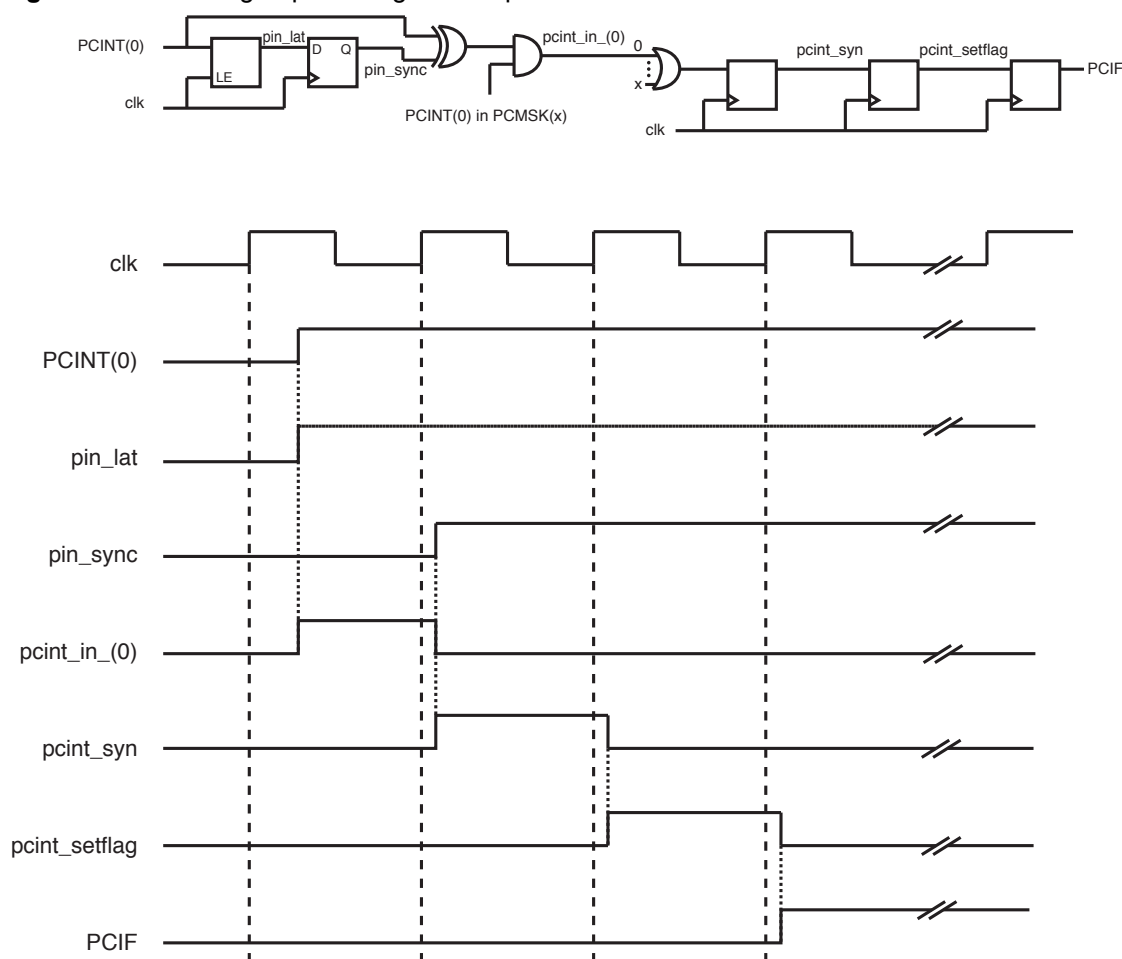 PCINT(0)
pin_lat
D Q
LE
pin_sync
clk
PCINT(0) in PCMSK(x)
pcint_in_(0)
0
x
clk
pcint_syn
pcint_setflag
PCIF
clk
PCINT(0)
pin_lat
pin_sync
pcint_in_(0)
pcint_syn
pcint_setflag
PCIF